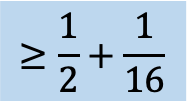 ≥ 1/2 + 1/16